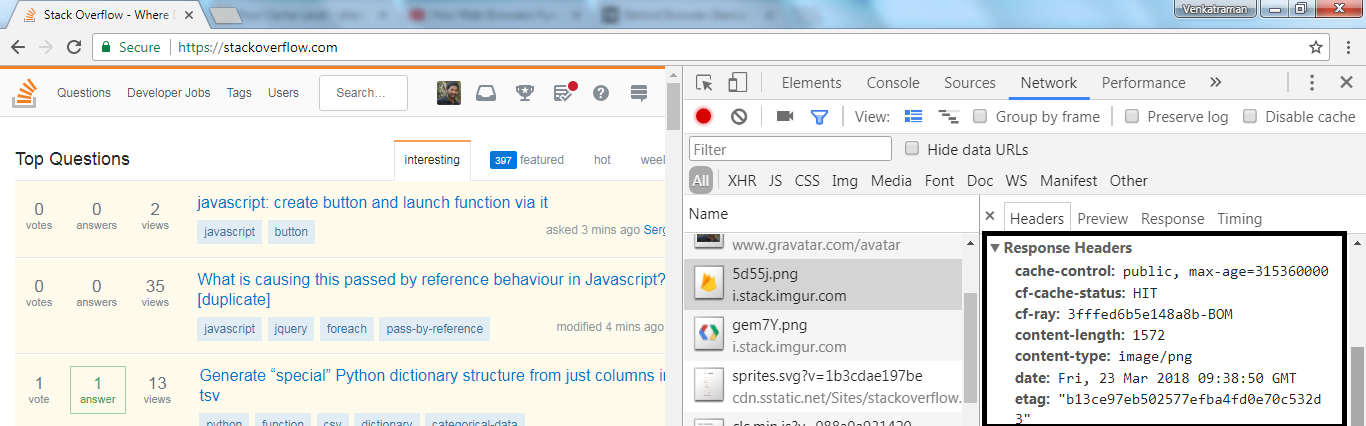 Stack Overflow - Where
Venkatraman
Secure | https://stackoverflow.com
Questions Developer Jobs Tags Users Search...
Top Questions
interesting 397 featured hot
0 votes 0 answers 2 views
javascript: create button and launch function via it
javascript button
asked 3 mins ago
0 votes 0 answers 35 views
What is causing this passed by reference behaviour in Javascript?
[duplicate]
javascript jquery foreach pass-by-reference
modified 4 mins ago
1 vote 1 answer 13 views
Generate “special” Python dictionary structure from just columns in
tsv
python function csv dictionary categorical-data
Elements Console Sources Network Performance »
View: Group by frame Preserve log Disable cache
Filter Hide data URLs
All XHR JS CSS Img Media Font Doc WS Manifest Other
Name
www.gravatar.com/avatar
5d55j.png
i.stack.imgur.com
gem7Y.png
i.stack.imgur.com
sprites.svg?v=1b3cdae197be
cdn.sstatic.net/Sites/stackoverflow.
× Headers Preview Response Timing
Response Headers
cache-control: public, max-age=315360000
cf-cache-status: HIT
cf-ray: 3fffed6b5e148a8b-BOM
content-length: 1572
content-type: image/png
date: Fri, 23 Mar 2018 09:38:50 GMT
etag: "b13ce97eb502577efba4fd0e70c532d
3"